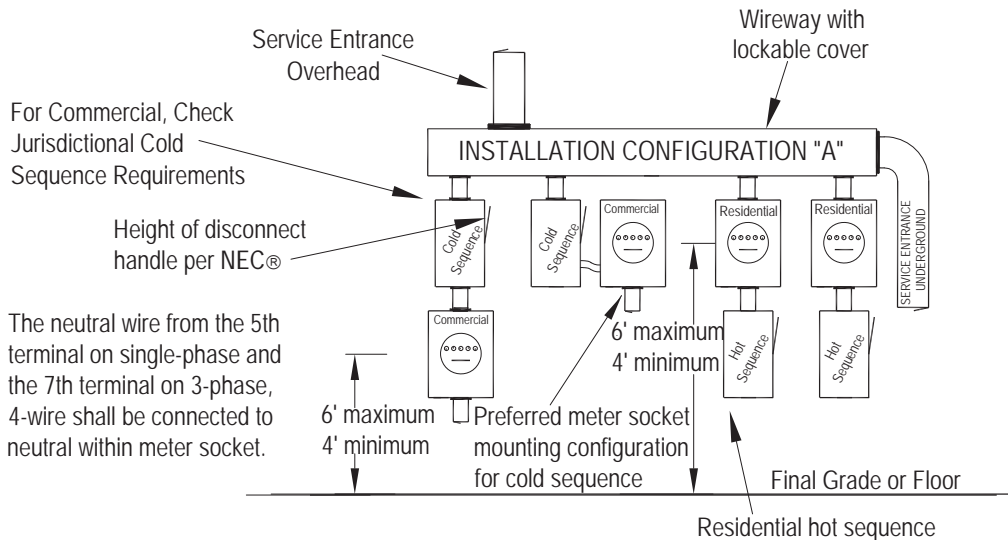 Service Entrance
Overhead
Wireway with
lockable cover
For Commercial, Check
Jurisdictional Cold
Sequence Requirements
INSTALLATION CONFIGURATION "A"
Height of disconnect
handle per NEC®
Cold
Sequence
Cold
Sequence
Commercial
Residential
Residential
SERVICE ENTRANCE
UNDERGROUND
The neutral wire from the 5th
terminal on single-phase and
the 7th terminal on 3-phase,
4-wire shall be connected to
neutral within meter socket.
Commercial
6' maximum
4' minimum
Hot
Sequence
Hot
Sequence
6' maximum
4' minimum
Preferred meter socket
mounting configuration
for cold sequence
Final Grade or Floor
Residential hot sequence